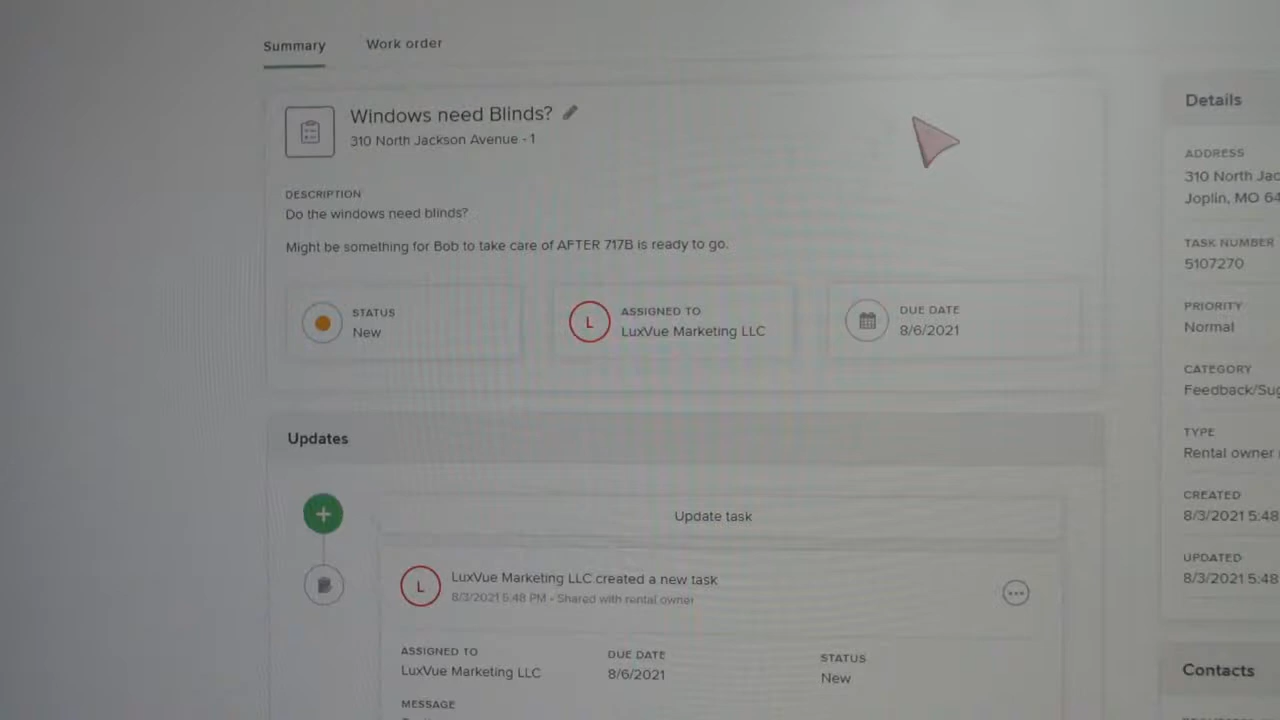 Summary
Work order
Windows need Blinds?
310 North Jackson Avenue - 1
DESCRIPTION
Do the windows need blinds?
Might be something for Bob to take care of AFTER 717B is ready to go.
STATUS
New
L
ASSIGNED TO
LuxVue Marketing LLC
DUE DATE
8/6/2021
Updates
Update task
L
LuxVue Marketing LLC created a new task
8/3/2021 5:48 PM - Shared with rental owner
ASSIGNED TO
LuxVue Marketing LLC
DUE DATE
8/6/2021
STATUS
New
MESSAGE
Details
ADDRESS
310 North Jac
Joplin, MO 64
TASK NUMBER
5107270
PRIORITY
Normal
CATEGORY
Feedback/Sug
TYPE
Rental owner
CREATED
8/3/2021 5:48
UPDATED
8/3/2021 5:48
Contacts